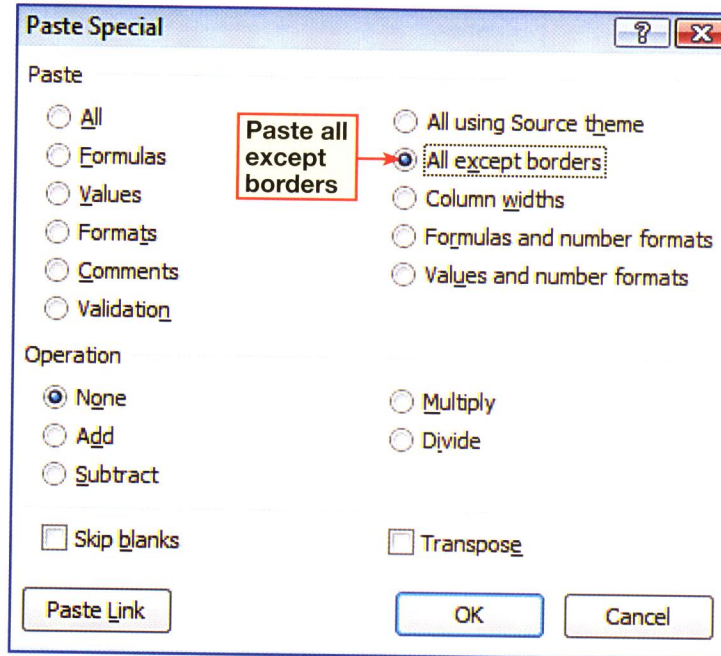 Paste Special
Paste
All
Formulas
Values
Formats
Comments
Validation
Paste all
except
borders
All using Source theme
All except borders
Column widths
Formulas and number formats
Values and number formats
Operation
None
Add
Subtract
Multiply
Divide
Skip blanks
Transpose
Paste Link
OK
Cancel